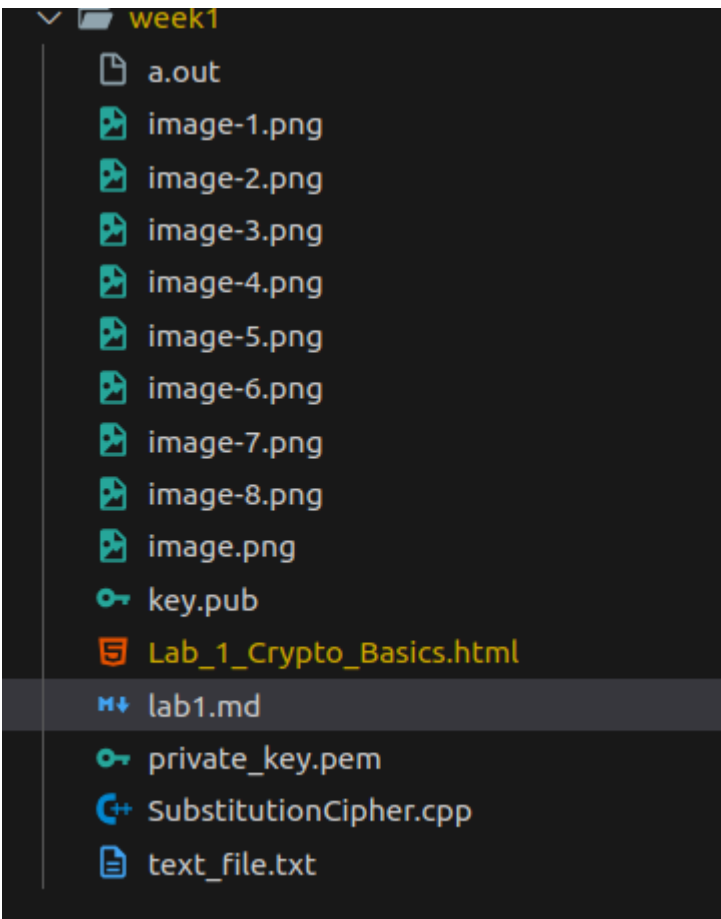 week1
a.out
image-1.png
image-2.png
image-3.png
image-4.png
image-5.png
image-6.png
image-7.png
image-8.png
image.png
key.pub
Lab_1_Crypto_Basics.html
lab1.md
private_key.pem
SubstitutionCipher.cpp
text_file.txt